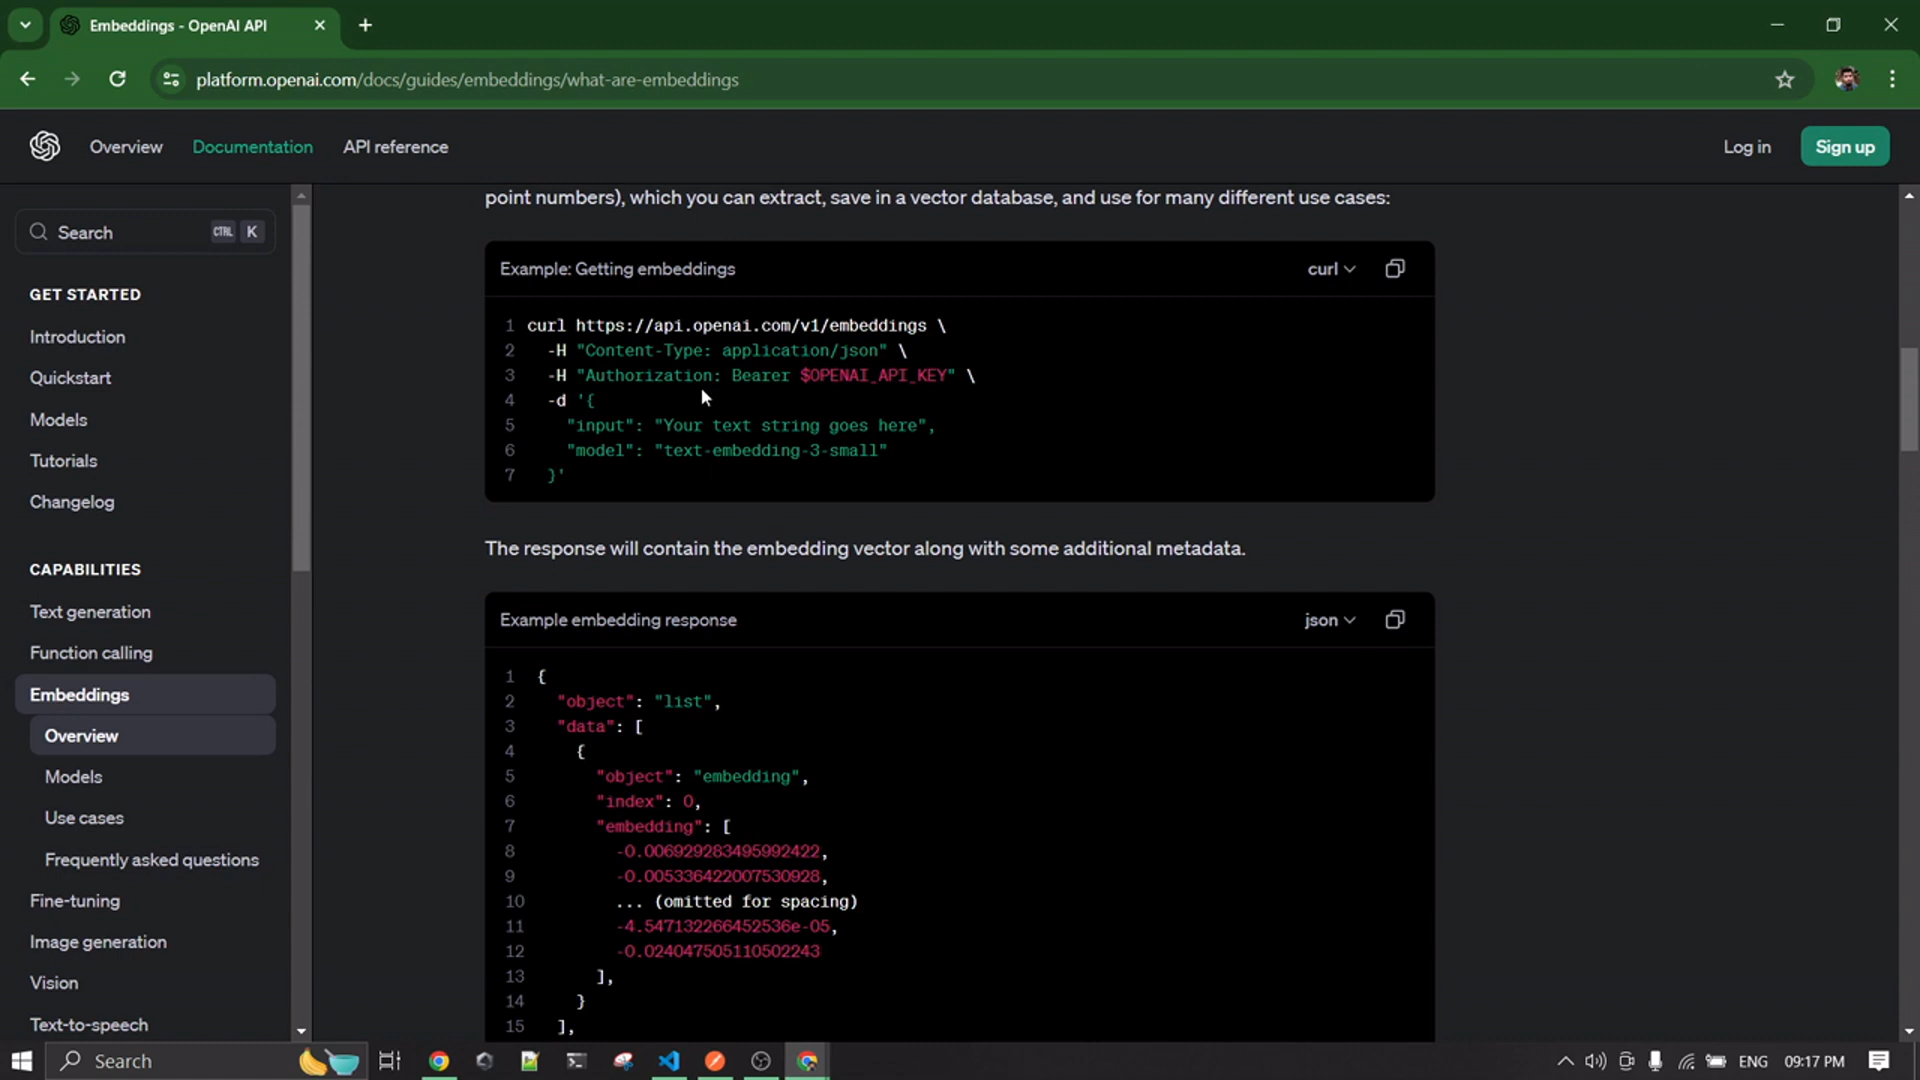 Embeddings - OpenAI API
platform.openai.com/docs/guides/embeddings/what-are-embeddings
Overview
Documentation
API reference
Log in
Sign up
Search
CTRL
K
GET STARTED
Introduction
Quickstart
Models
Tutorials
Changelog
CAPABILITIES
Text generation
Function calling
Embeddings
Overview
Models
Use cases
Frequently asked questions
Fine-tuning
Image generation
Vision
Text-to-speech
point numbers), which you can extract, save in a vector database, and use for many different use cases:
Example: Getting embeddings
curl
1 curl https://api.openai.com/v1/embeddings \
2 -H "Content-Type: application/json" \
3 -H "Authorization: Bearer $OPENAI_API_KEY" \
4 -d '{
5 "input": "Your text string goes here",
6 "model": "text-embedding-3-small"
7 }'
The response will contain the embedding vector along with some additional metadata.
Example embedding response
json
1 {
2 "object": "list",
3 "data": [
4 {
5 "object": "embedding",
6 "index": 0,
7 "embedding": [
8 -0.006929283495992422,
9 -0.005336422007530928,
10 ... (omitted for spacing)
11 -4.547132266452536e-05,
12 -0.024047505110502243
13 ],
14 }
15 ],
Search
ENG
09:17 PM